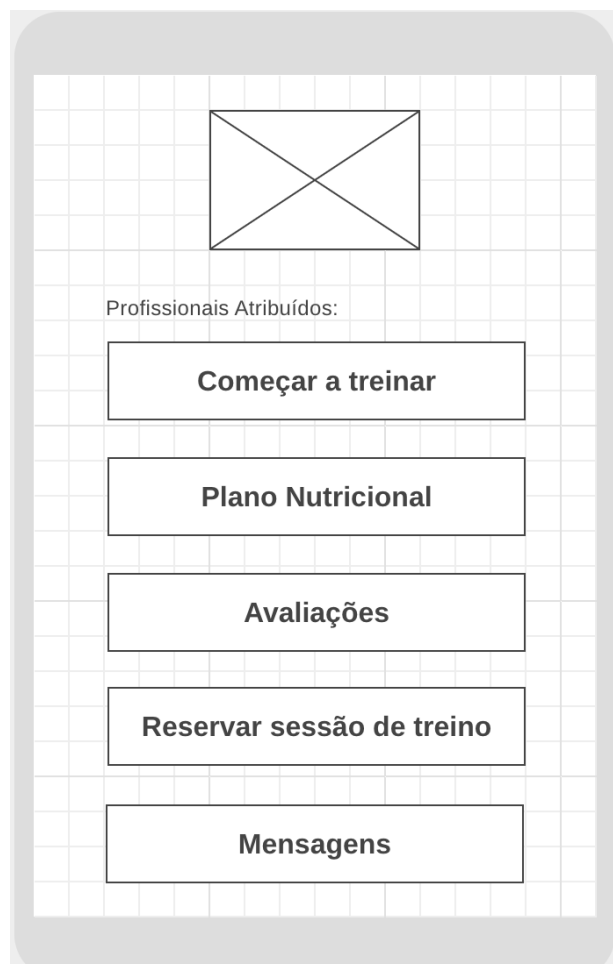 Profissionais Atribuídos:
Começar a treinar
Plano Nutricional
Avaliações
Reservar sessão de treino
Mensagens